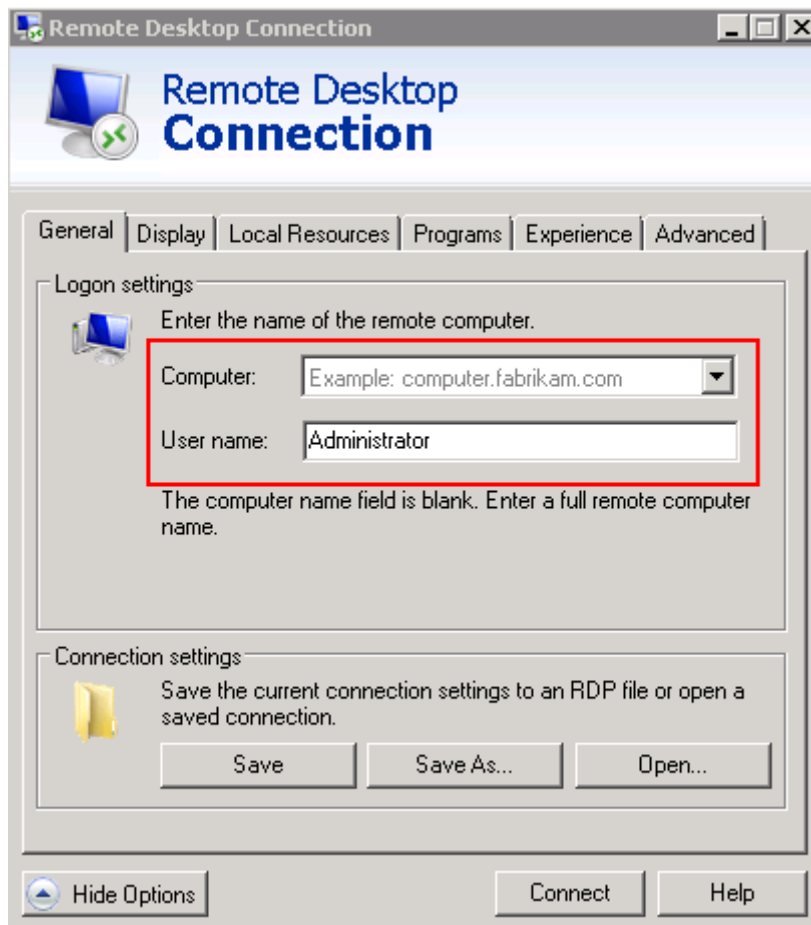 Remote Desktop Connection
Remote Desktop
Connection
General Display Local Resources Programs Experience Advanced
Logon settings
Enter the name of the remote computer.
Computer: Example: computer.fabrikam.com
User name: Administrator
The computer name field is blank. Enter a full remote computer
name.
Connection settings
Save the current connection settings to an RDP file or open a
saved connection.
Save Save As... Open...
Hide Options Connect Help